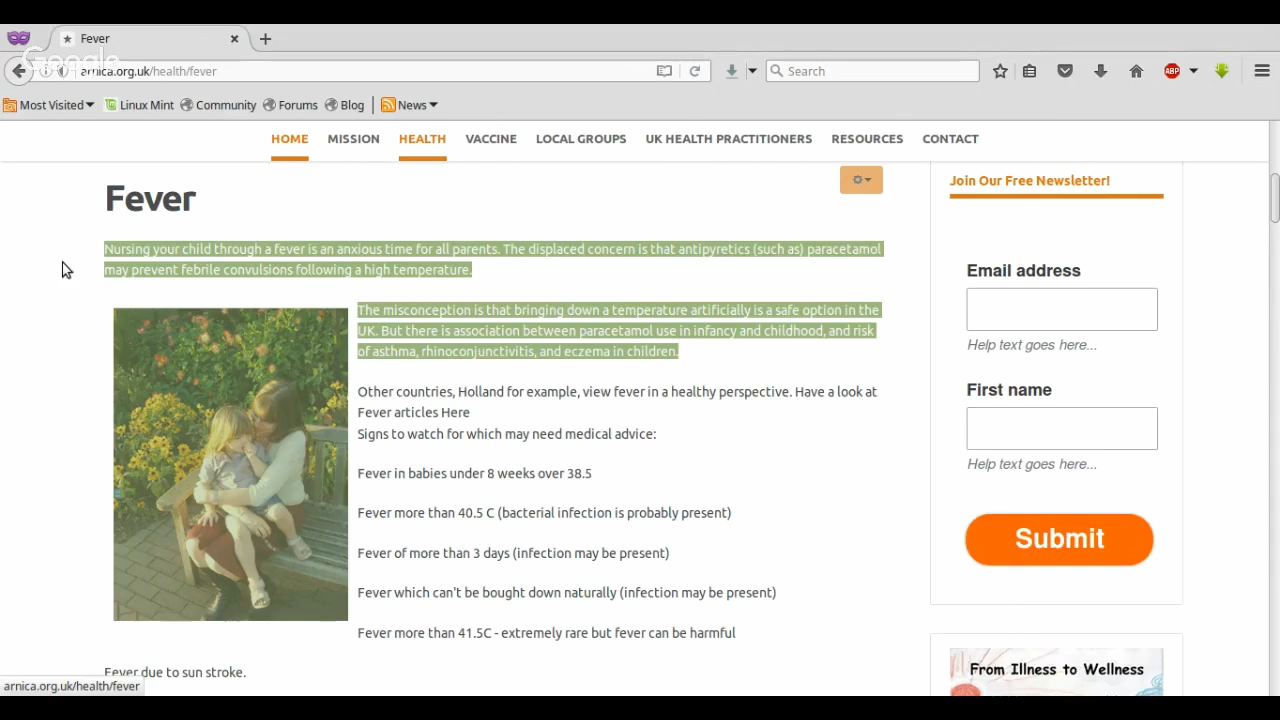 Fever
Google
arnica.org.uk/health/fever
Search
ABP
Most Visited Linux Mint Community Forums Blog News
HOME MISSION HEALTH VACCINE LOCAL GROUPS UK HEALTH PRACTITIONERS RESOURCES CONTACT
Fever
Nursing your child through a fever is an anxious time for all parents. The displaced concern is that antipyretics (such as) paracetamol
may prevent febrile convulsions following a high temperature.
The misconception is that bringing down a temperature artificially is a safe option in the
UK. But there is association between paracetamol use in infancy and childhood, and risk
of asthma, rhinoconjunctivitis, and eczema in children.
Other countries, Holland for example, view fever in a healthy perspective. Have a look at
Fever articles Here
Signs to watch for which may need medical advice:
Fever in babies under 8 weeks over 38.5
Fever more than 40.5 C (bacterial infection is probably present)
Fever of more than 3 days (infection may be present)
Fever which can't be bought down naturally (infection may be present)
Fever more than 41.5C - extremely rare but fever can be harmful
Fever due to sun stroke.
arnica.org.uk/health/fever
Join Our Free Newsletter!
Email address
Help text goes here...
First name
Help text goes here...
Submit
From Illness to Wellness